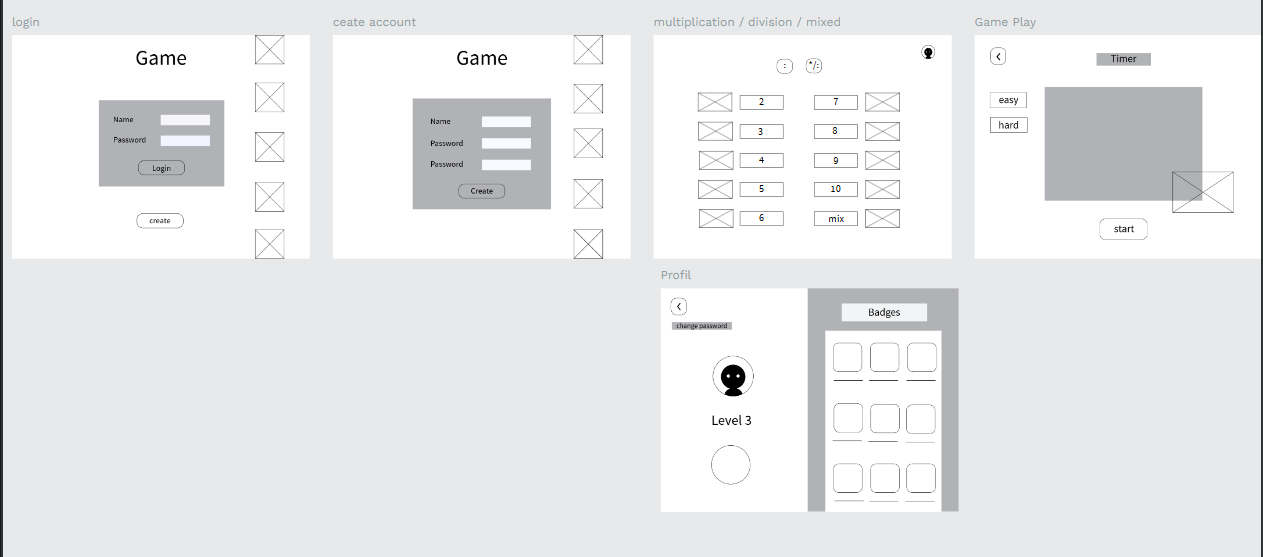 login
Game
Name
Password
Login
create
ceate account
Game
Name
Password
Password
Create
multiplication / division / mixed
:
*/:
2
7
3
8
4
9
5
10
6
mix
Game Play
Timer
easy
hard
start
Profil
change password
Level 3
Badges